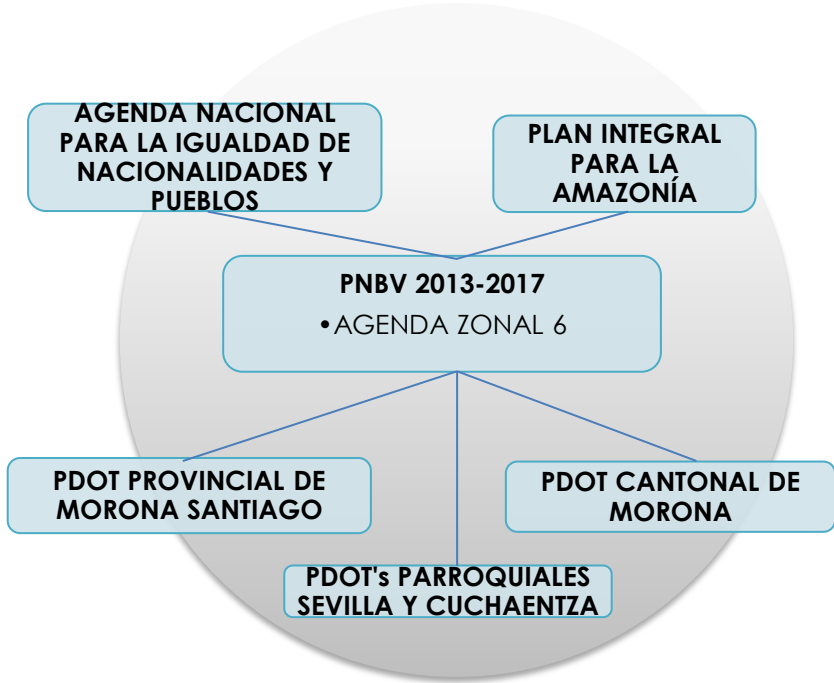 AGENDA NACIONAL
PARA LA IGUALDAD DE
NACIONALIDADES Y
PUEBLOS
PLAN INTEGRAL
PARA LA
AMAZONÍA
PNBV 2013-2017
•AGENDA ZONAL 6
PDOT PROVINCIAL DE
MORONA SANTIAGO
PDOT CANTONAL DE
MORONA
PDOT's PARROQUIALES
SEVILLA Y CUCHAENTZA